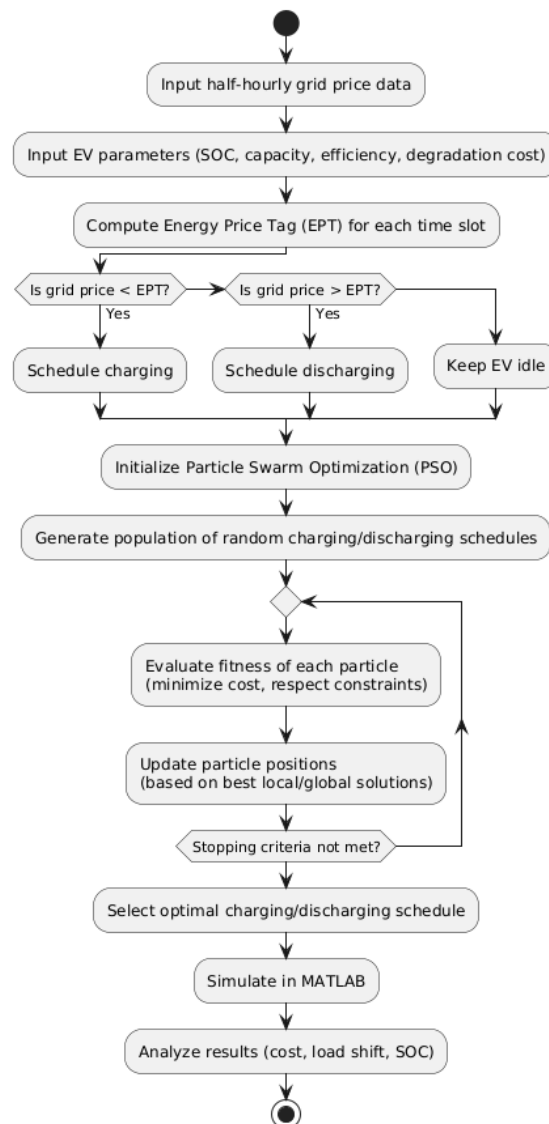 Input half-hourly grid price data
Input EV parameters (SOC, capacity, efficiency, degradation cost)
Compute Energy Price Tag (EPT) for each time slot
Is grid price < EPT?
Is grid price > EPT?
Yes
Yes
Schedule charging
Schedule discharging
Keep EV idle
Initialize Particle Swarm Optimization (PSO)
Generate population of random charging/discharging schedules
Evaluate fitness of each particle
(minimize cost, respect constraints)
Update particle positions
(based on best local/global solutions)
Stopping criteria not met?
Select optimal charging/discharging schedule
Simulate in MATLAB
Analyze results (cost, load shift, SOC)